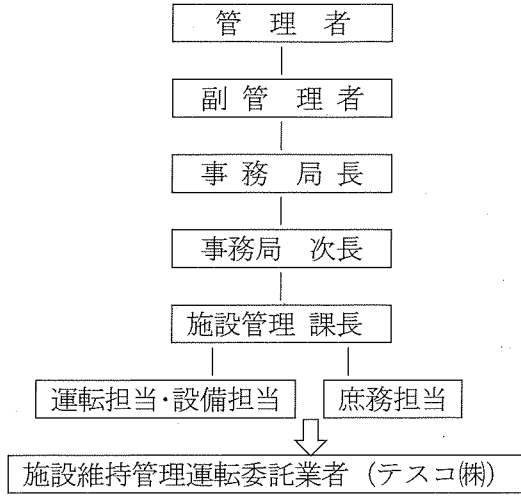 管理者
副管理者
事務局長
事務局 次長
施設管理 課長
運転担当・設備担当
庶務担当
施設維持管理運転委託業者 (テスコ㈱)